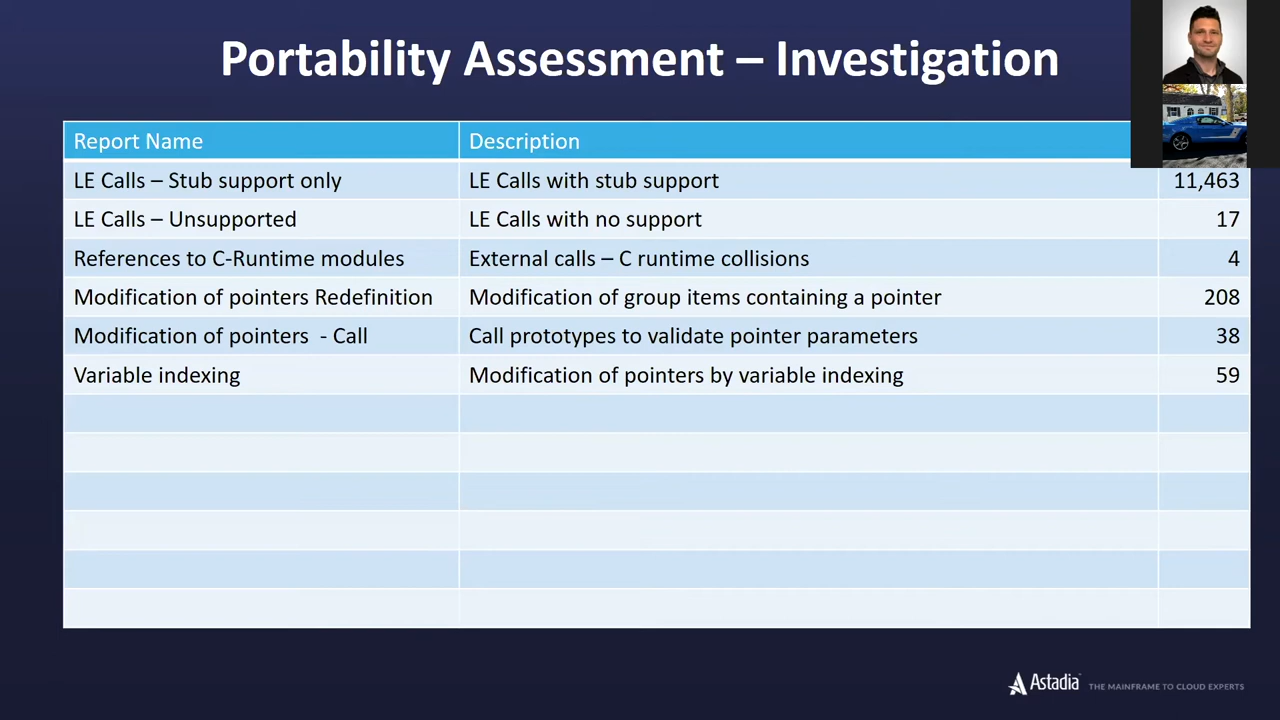 Portability Assessment – Investigation
Report Name Description
LE Calls – Stub support only LE Calls with stub support 11,463
LE Calls – Unsupported LE Calls with no support 17
References to C-Runtime modules External calls – C runtime collisions 4
Modification of pointers Redefinition Modification of group items containing a pointer 208
Modification of pointers - Call Call prototypes to validate pointer parameters 38
Variable indexing Modification of pointers by variable indexing 59
Astadia THE MAINFRAME TO CLOUD EXPERTS